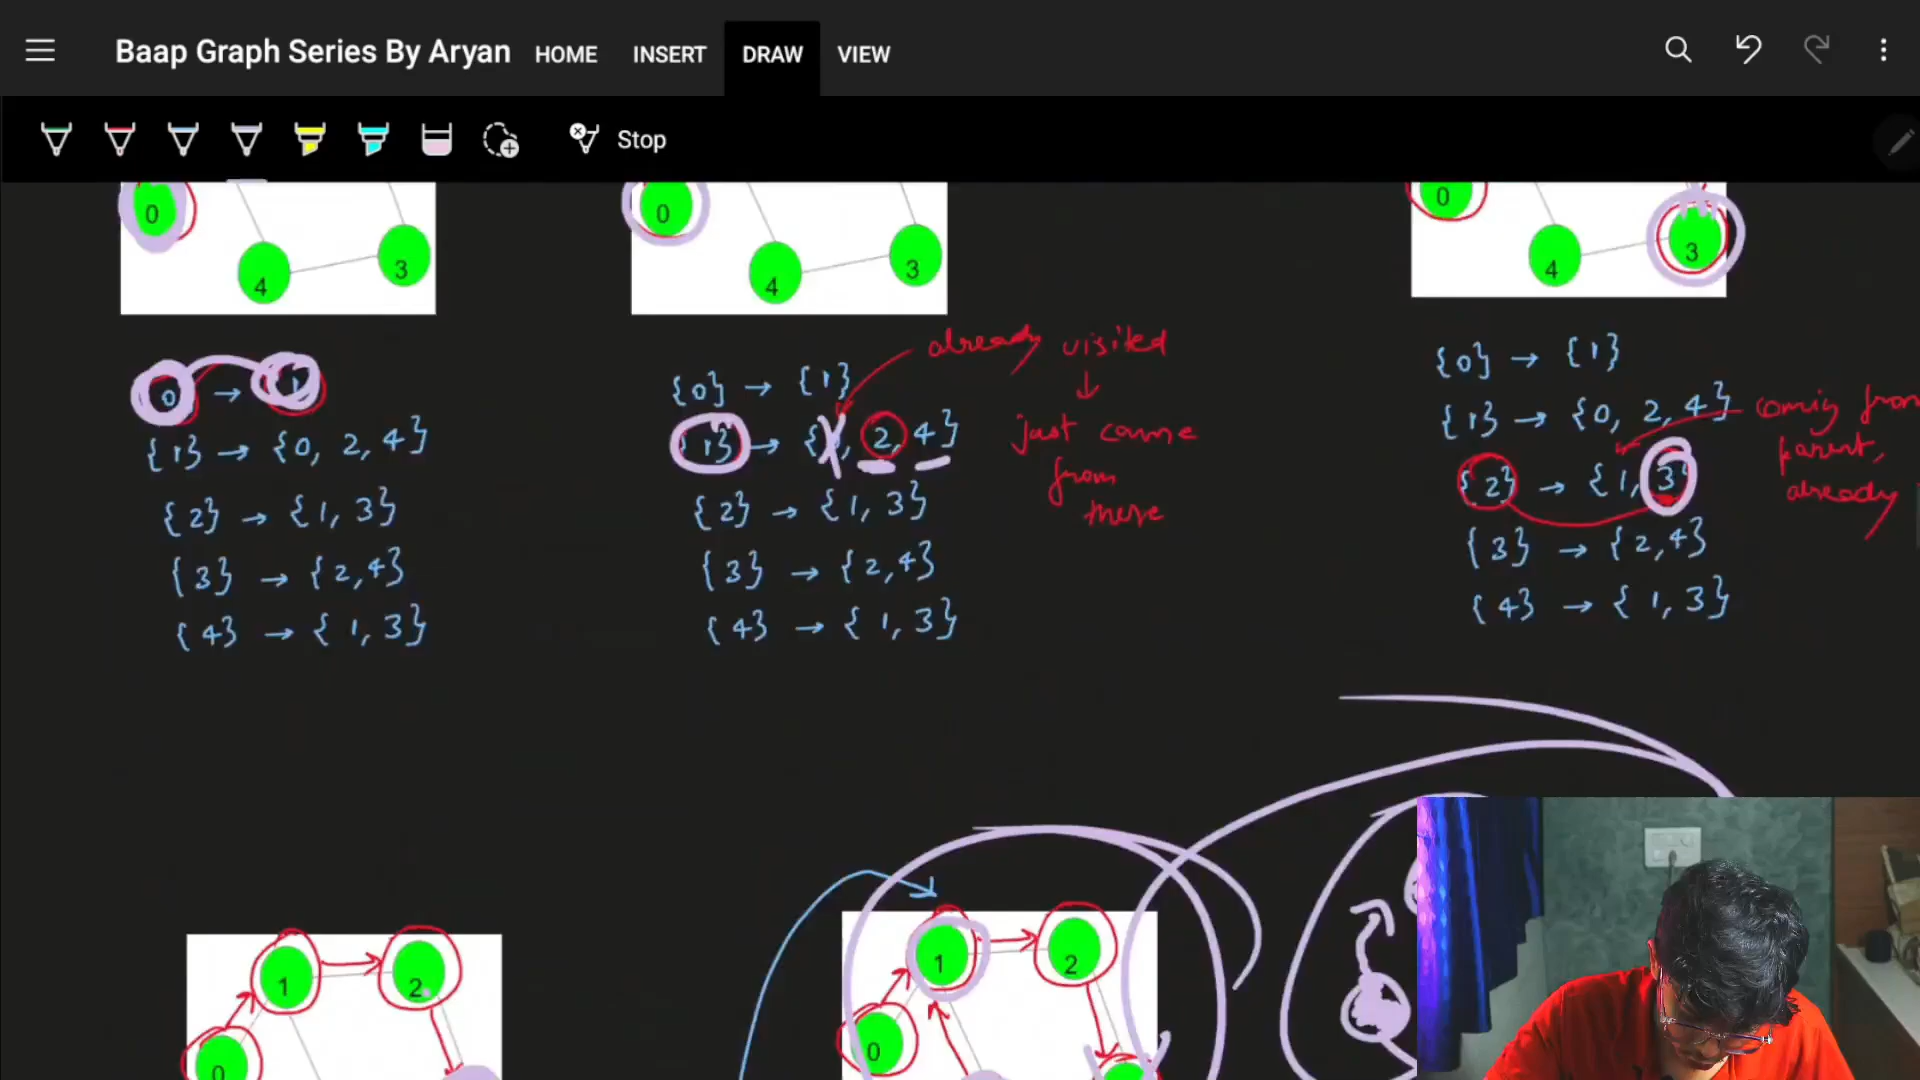 Baap Graph Series By Aryan HOME INSERT DRAW VIEW
Stop
0
4
3
0
4
3
0
4
3
0 → 1
{1} → {0, 2, 4}
{2} → {1, 3}
{3} → {2,4}
{4} → {1, 3}
already visited
↓
just came
from
there
{0} → {1}
{1} → { , 2, 4}
{2} → {1, 3}
{3} → {2,4}
{4} → {1, 3}
{0} → {1}
{1} → {0, 2, 4}
{2} → {1, 3}
{3} → {2,4}
{4} → {1, 3}
coming from
parent,
already
1
2
0
1
2
0